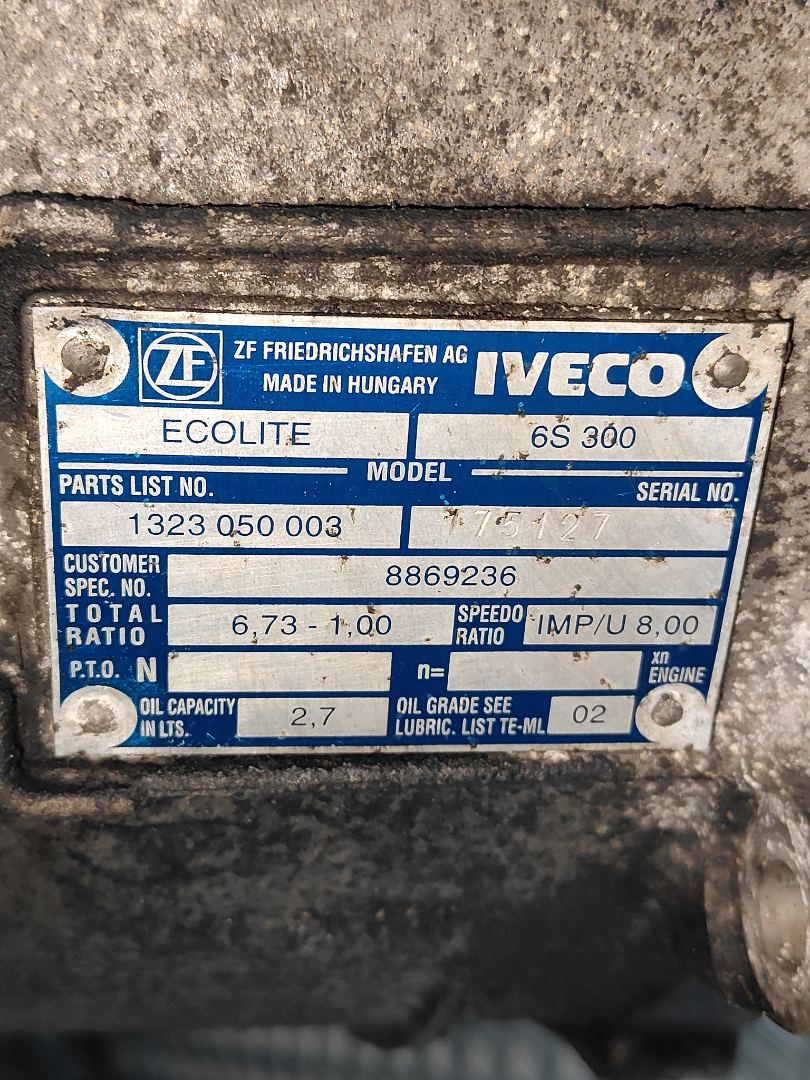 ZF ZF FRIEDRICHSHAFEN AG IVECO
MADE IN HUNGARY
ECOLITE 6S 300
MODEL
PARTS LIST NO. SERIAL NO.
1323 050 003 175127
CUSTOMER SPEC. NO. 8869236
TOTAL RATIO 6,73 - 1,00 SPEEDO RATIO IMP/U 8,00
P.T.O. N n= xn ENGINE
OIL CAPACITY IN LTS. 2,7 OIL GRADE SEE LUBRIC. LIST TE-ML 02